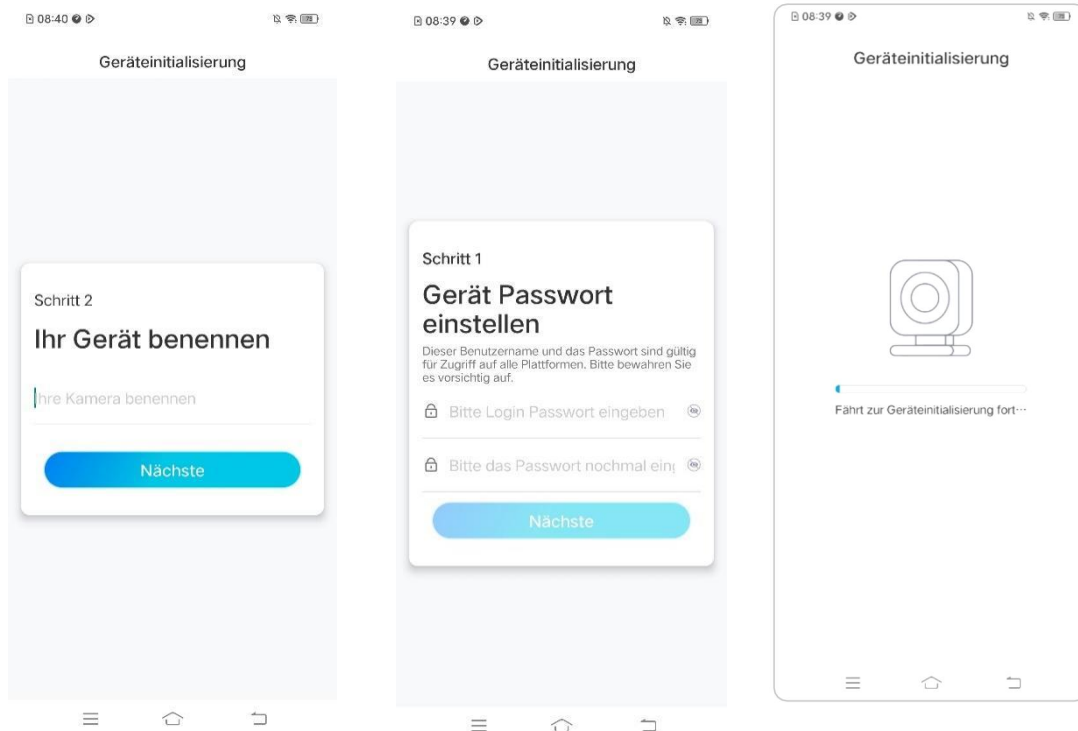 08:40
Geräteinitialisierung
Schritt 2
Ihr Gerät benennen
Ihre Kamera benennen
Nächste
08:39
Geräteinitialisierung
Schritt 1
Gerät Passwort
einstellen
Dieser Benutzername und das Passwort sind gültig
für Zugriff auf alle Plattformen. Bitte bewahren Sie
es vorsichtig auf.
Bitte Login Passwort eingeben
Bitte das Passwort nochmal eing
Nächste
08:39
Geräteinitialisierung
Fährt zur Geräteinitialisierung fort···